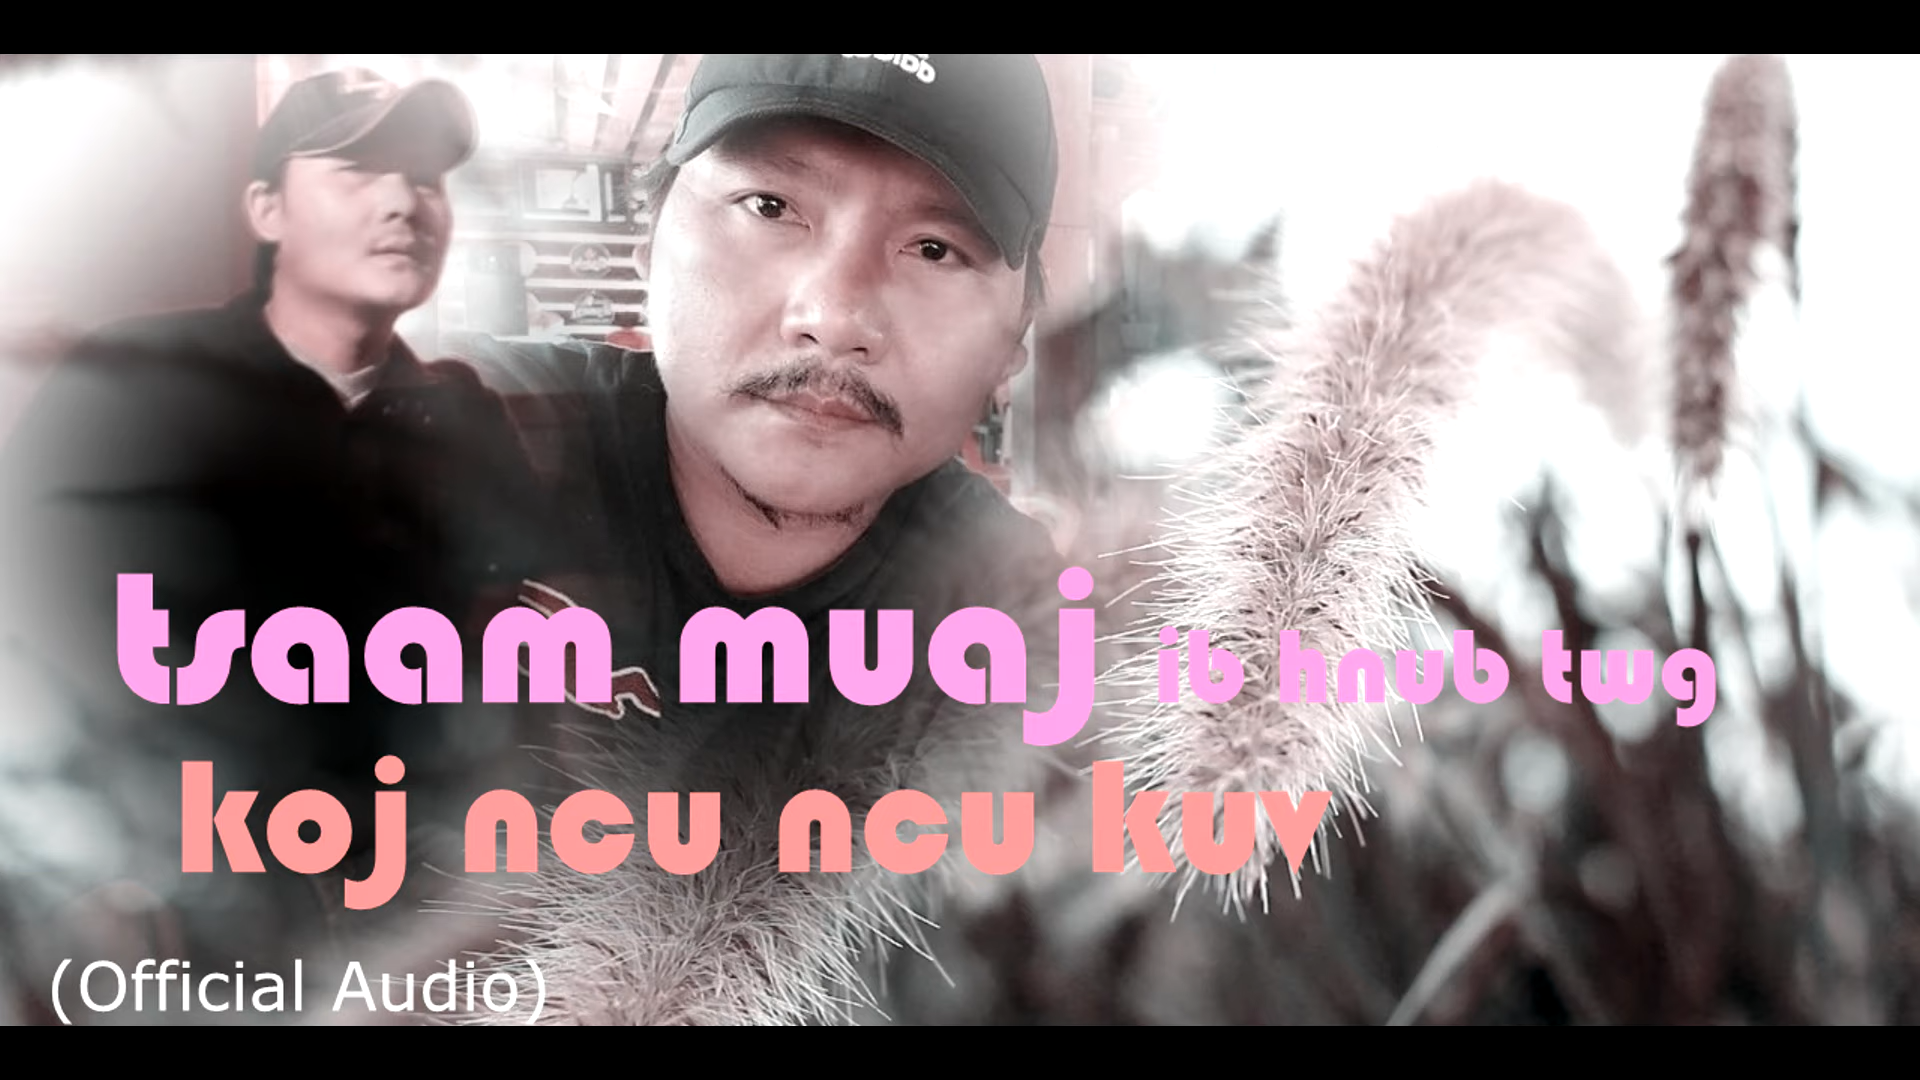 tsaam muaj ib hnub twg
koj ncu ncu kuv
(Official Audio)